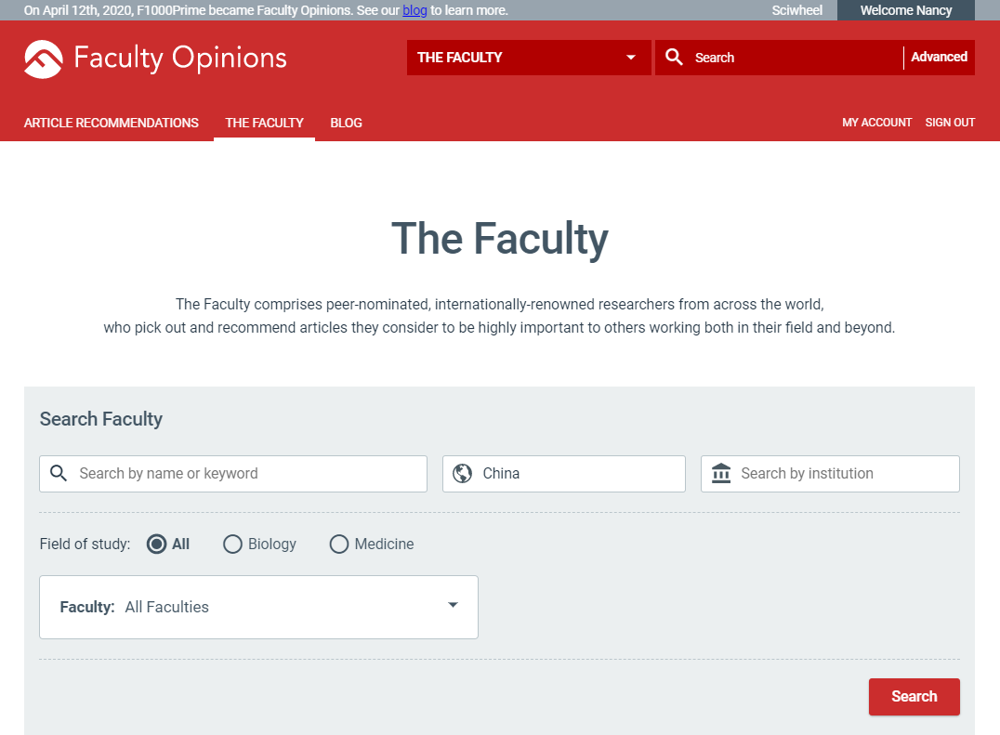 On April 12th, 2020, F1000Prime became Faculty Opinions. See our blog to learn more.
Sciwheel
Welcome Nancy
Faculty Opinions
THE FACULTY
Search
Advanced
ARTICLE RECOMMENDATIONS
THE FACULTY
BLOG
MY ACCOUNT
SIGN OUT
The Faculty
The Faculty comprises peer-nominated, internationally-renowned researchers from across the world,
who pick out and recommend articles they consider to be highly important to others working both in their field and beyond.
Search Faculty
Search by name or keyword
China
Search by institution
Field of study:
All
Biology
Medicine
Faculty: All Faculties
Search